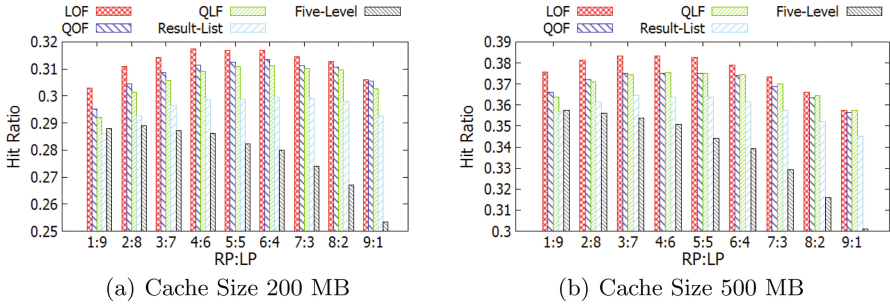 LOF QLF Five-Level
QOF Result-List
Hit Ratio
0.32
0.31
0.3
0.29
0.28
0.27
0.26
0.25
1:9 2:8 3:7 4:6 5:5 6:4 7:3 8:2 9:1
RP:LP
(a) Cache Size 200 MB
LOF QLF Five-Level
QOF Result-List
Hit Ratio
0.39
0.38
0.37
0.36
0.35
0.34
0.33
0.32
0.31
0.3
1:9 2:8 3:7 4:6 5:5 6:4 7:3 8:2 9:1
RP:LP
(b) Cache Size 500 MB